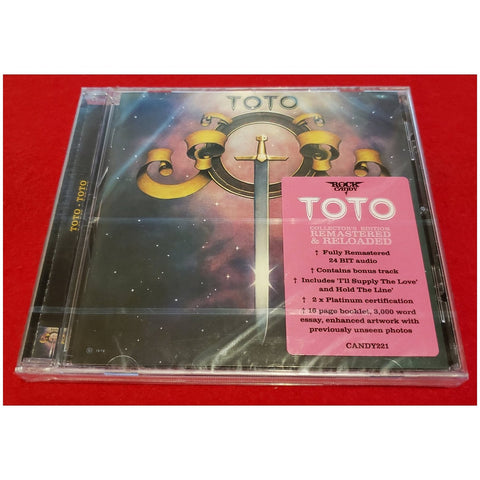 TOTO
TOTO · TOTO
ROCK
CANDY
TOTO
COLLECTOR'S EDITION
REMASTERED
& RELOADED
† Fully Remastered
24 BIT audio
† Contains bonus track
† Includes 'I'll Supply The Love'
and Hold The Line'
† 2 x Platinum certification
† 16 page booklet, 3,000 word
essay, enhanced artwork with
previously unseen photos
CANDY221